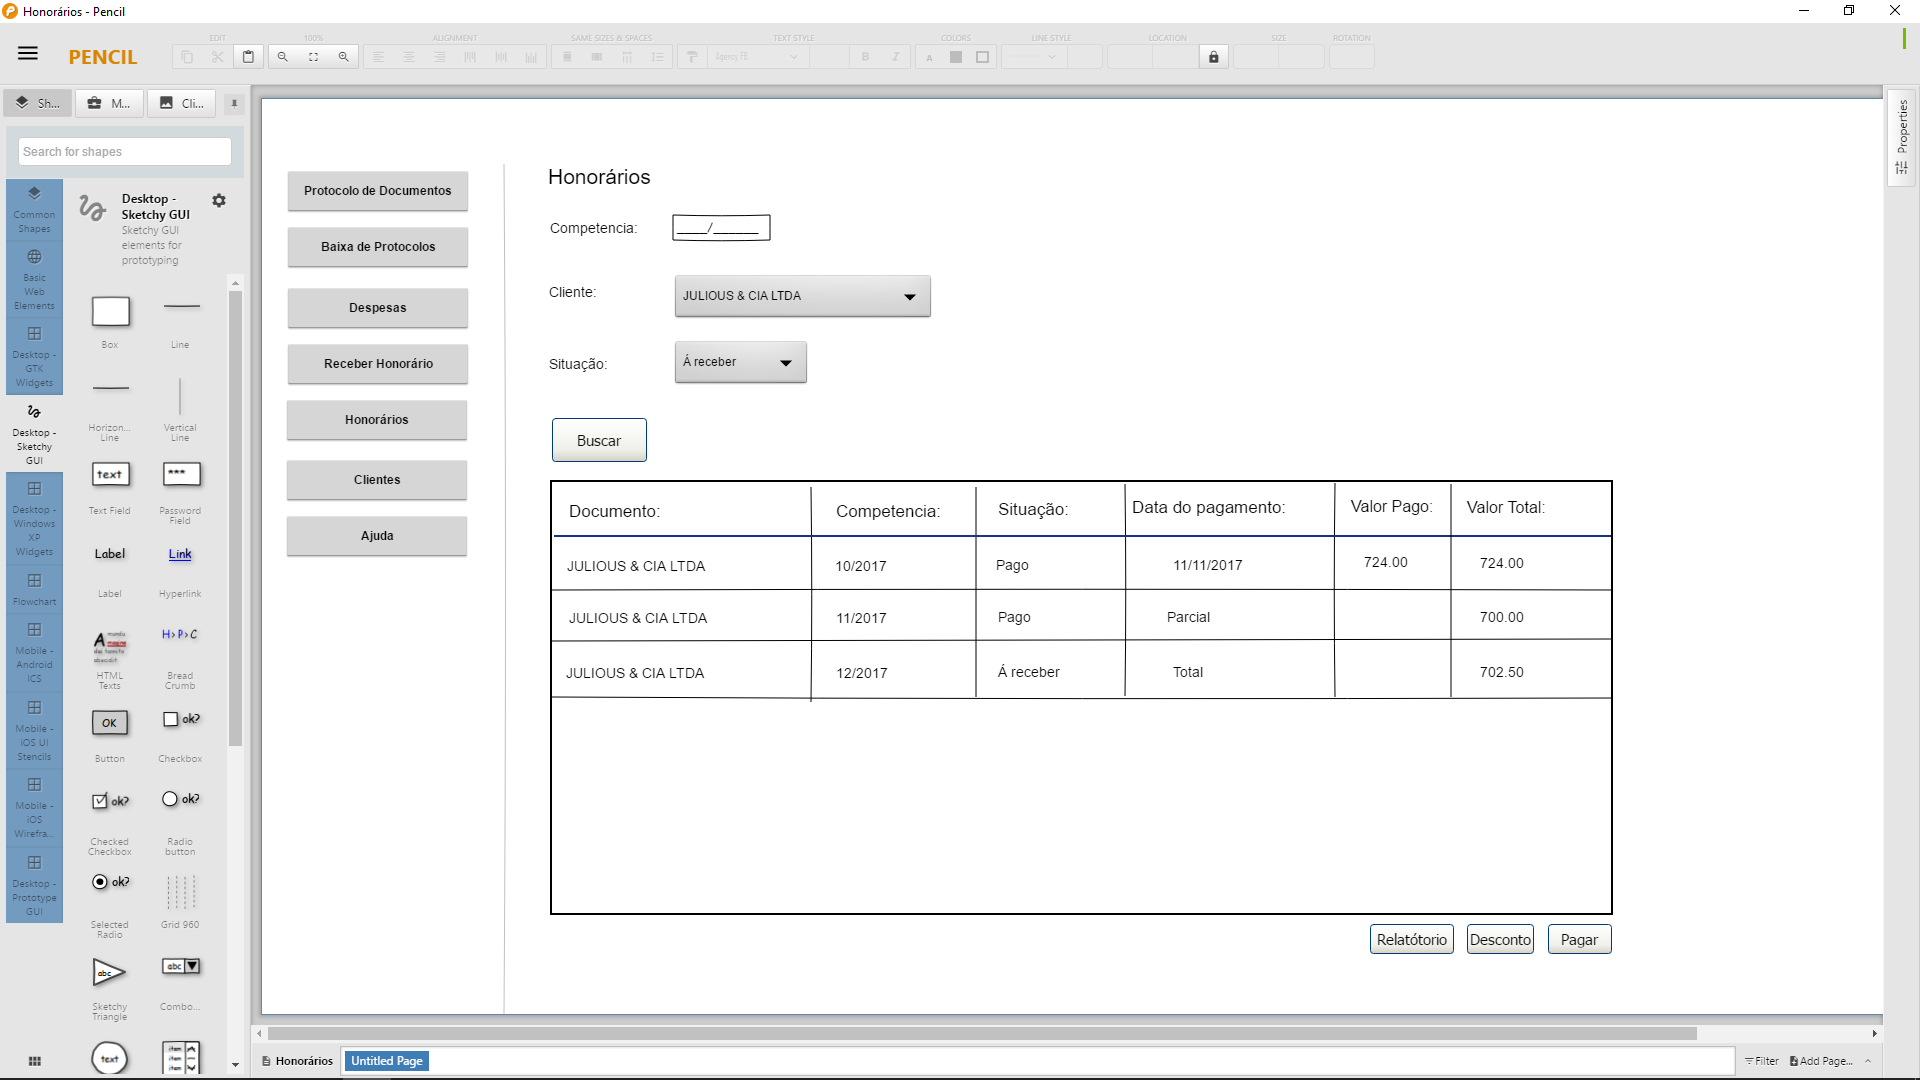 Honorários - Pencil
PENCIL
EDIT
100%
ALIGNMENT
SAME SIZES & SPACES
TEXT STYLE
COLORS
LINE STYLE
LOCATION
SIZE
ROTATION
Agency FB
B
I
A
Sh...
M...
Cli...
Search for shapes
Common
Shapes
Basic
Web
Elements
Desktop -
GTK
Widgets
Desktop -
Sketchy
GUI
Desktop -
Windows
XP
Widgets
Flowchart
Mobile -
Android
ICS
Mobile -
iOS UI
Stencils
Mobile -
iOS
Wirefra...
Desktop -
Prototype
GUI
Desktop -
Sketchy GUI
Sketchy GUI
elements for
prototyping
Box
Line
Horizon...
Line
Vertical
Line
text
***
Text Field
Password
Field
Label
Link
Label
Hyperlink
H>P>C
HTML
Texts
Bread
Crumb
OK
ok?
Button
Checkbox
ok?
ok?
Checked
Checkbox
Radio
button
ok?
Selected
Radio
Grid 960
abc
abc
Sketchy
Triangle
Combo...
text
item
item
item
Protocolo de Documentos
Baixa de Protocolos
Despesas
Receber Honorário
Honorários
Clientes
Ajuda
Honorários
Competencia:
____/______
Cliente:
JULIOUS & CIA LTDA
Situação:
Á receber
Buscar
Documento: Competencia: Situação: Data do pagamento: Valor Pago: Valor Total:
JULIOUS & CIA LTDA 10/2017 Pago 11/11/2017 724.00 724.00
JULIOUS & CIA LTDA 11/2017 Pago Parcial 700.00
JULIOUS & CIA LTDA 12/2017 Á receber Total 702.50
Relatótorio
Desconto
Pagar
Properties
Honorários
Untitled Page
Filter
Add Page...